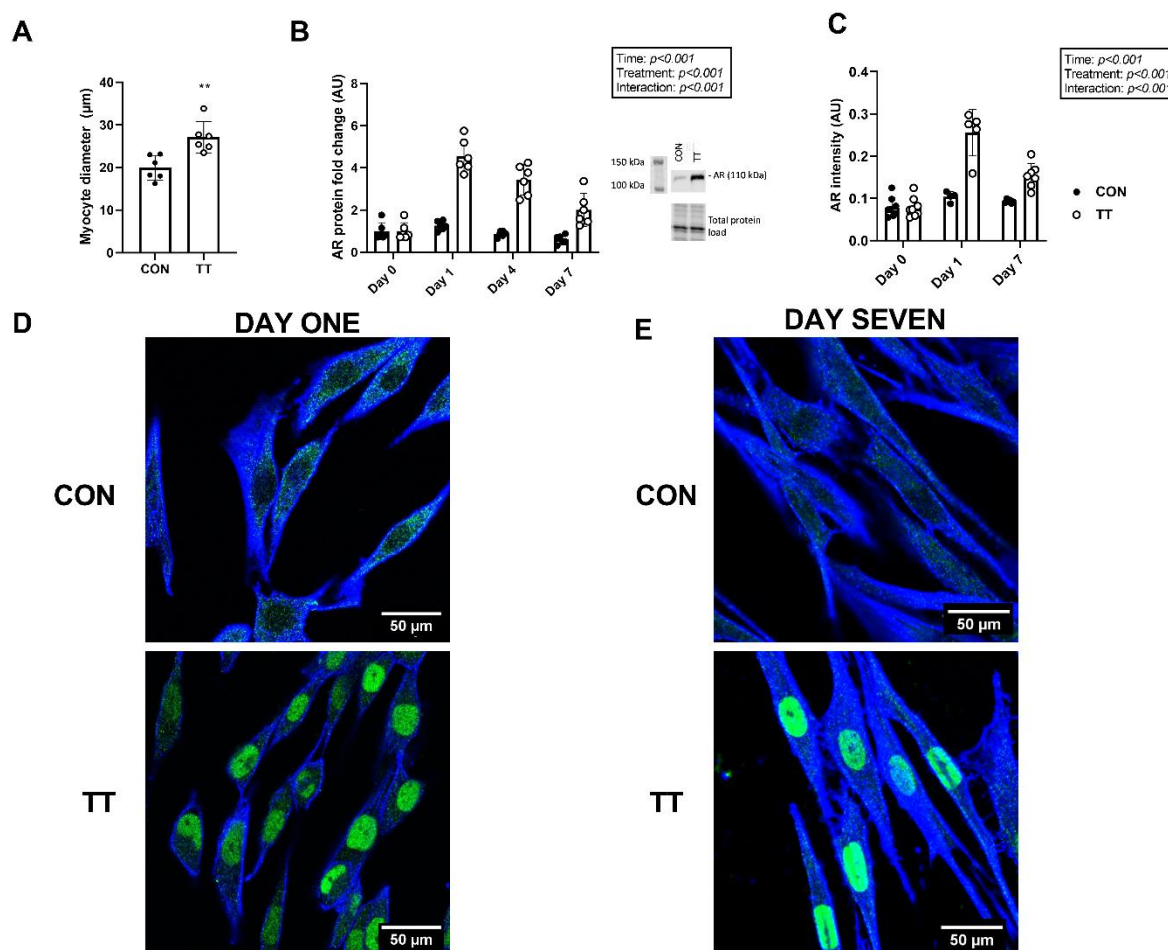 A
Myocyte diameter (µm)
40
30
20
10
0
**
CON
TT
B
AR protein fold change (AU)
8
6
4
2
0
Day 0
Day 1
Day 4
Day 7
Time: p<0.001
Treatment: p<0.001
Interaction: p<0.001
CON
TT
150 kDa
100 kDa
- AR (110 kDa)
Total protein
load
C
AR intensity (AU)
0.4
0.3
0.2
0.1
0.0
Day 0
Day 1
Day 7
Time: p<0.001
Treatment: p<0.001
Interaction: p<0.001
CON
TT
D
DAY ONE
CON
50 µm
TT
50 µm
E
DAY SEVEN
CON
50 µm
TT
50 µm